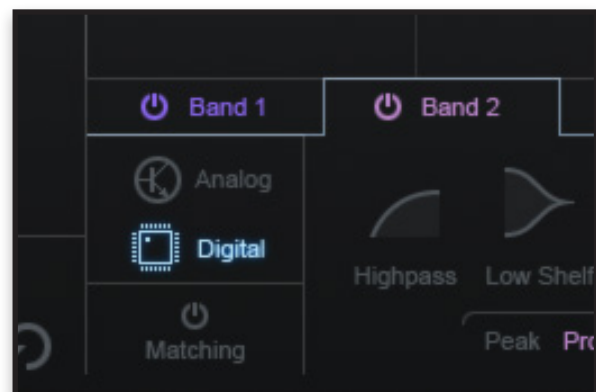 Band 1 Band 2
Analog
Digital
Highpass Low Shelf
Matching
Peak